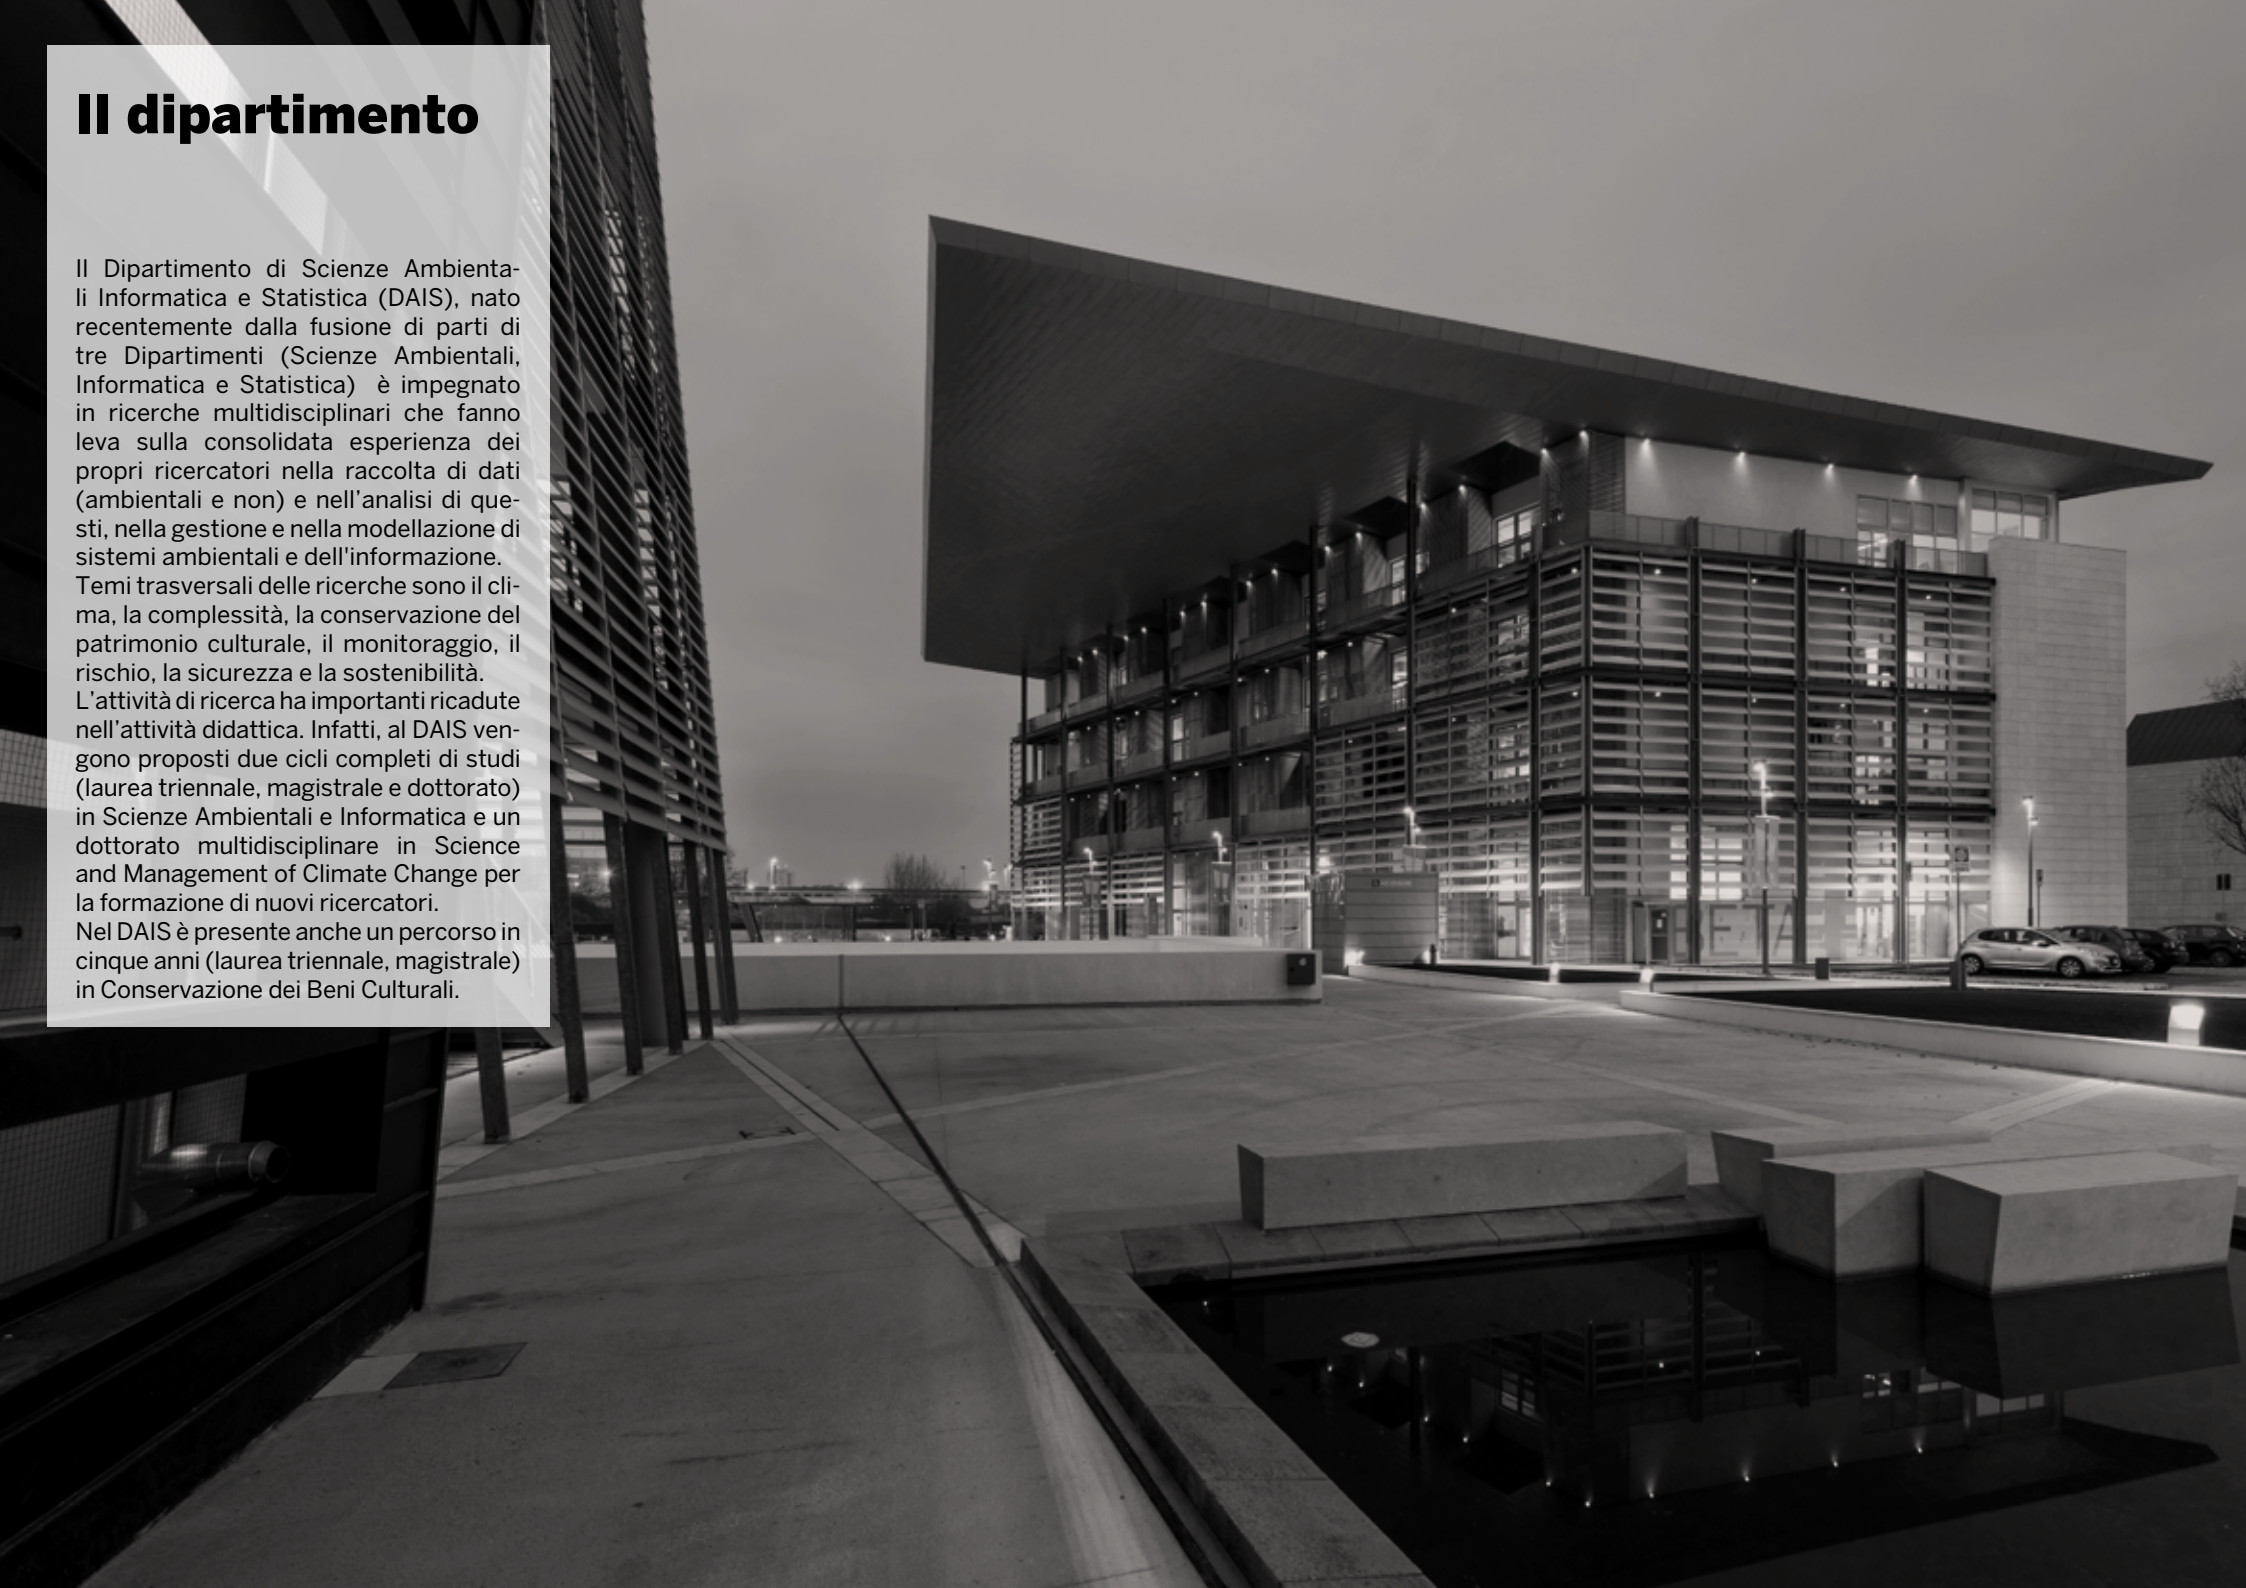 Il dipartimento
Il Dipartimento di Scienze Ambienta-
li Informatica e Statistica (DAIS), nato
recentemente dalla fusione di parti di
tre Dipartimenti (Scienze Ambientali,
Informatica e Statistica)  è impegnato
in ricerche multidisciplinari che fanno
leva sulla consolidata esperienza dei
propri ricercatori nella raccolta di dati
(ambientali e non) e nell’analisi di que-
sti, nella gestione e nella modellazione di
sistemi ambientali e dell'informazione.
Temi trasversali delle ricerche sono il cli-
ma, la complessità, la conservazione del
patrimonio culturale, il monitoraggio, il
rischio, la sicurezza e la sostenibilità.
L’attività di ricerca ha importanti ricadute
nell’attività didattica. Infatti, al DAIS ven-
gono proposti due cicli completi di studi
(laurea triennale, magistrale e dottorato)
in Scienze Ambientali e Informatica e un
dottorato multidisciplinare in Science
and Management of Climate Change per
la formazione di nuovi ricercatori.
Nel DAIS è presente anche un percorso in
cinque anni (laurea triennale, magistrale)
in Conservazione dei Beni Culturali.